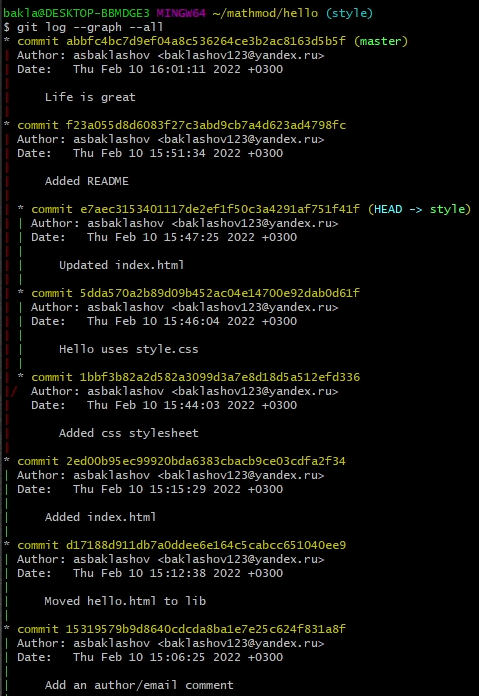 bakla@DESKTOP-BBMDGE3 MINGW64 ~/mathmod/hello (style)
$ git log --graph --all
* commit abbfc4bc7d9ef04a8c536264ce3b2ac8163d5b5f (master)
| Author: asbaklashov <baklashov123@yandex.ru>
| Date:   Thu Feb 10 16:01:11 2022 +0300
|
|     Life is great
|
* commit f23a055d8d6083f27c3abd9cb7a4d623ad4798fc
| Author: asbaklashov <baklashov123@yandex.ru>
| Date:   Thu Feb 10 15:51:34 2022 +0300
|
|     Added README
|
| * commit e7aec3153401117de2ef1f50c3a4291af751f41f (HEAD -> style)
| | Author: asbaklashov <baklashov123@yandex.ru>
| | Date:   Thu Feb 10 15:47:25 2022 +0300
| |
| |     Updated index.html
| |
| * commit 5dda570a2b89d09b452ac04e14700e92dab0d61f
| | Author: asbaklashov <baklashov123@yandex.ru>
| | Date:   Thu Feb 10 15:46:04 2022 +0300
| |
| |     Hello uses style.css
| |
| * commit 1bbf3b82a2d582a3099d3a7e8d18d5a512efd336
|/  Author: asbaklashov <baklashov123@yandex.ru>
|   Date:   Thu Feb 10 15:44:03 2022 +0300
|
|       Added css stylesheet
|
* commit 2ed00b95ec99920bda6383cbacb9ce03cdfa2f34
| Author: asbaklashov <baklashov123@yandex.ru>
| Date:   Thu Feb 10 15:15:29 2022 +0300
|
|     Added index.html
|
* commit d17188d911db7a0ddee6e164c5cabcc651040ee9
| Author: asbaklashov <baklashov123@yandex.ru>
| Date:   Thu Feb 10 15:12:38 2022 +0300
|
|     Moved hello.html to lib
|
* commit 15319579b9d8640cdcda8ba1e7e25c624f831a8f
| Author: asbaklashov <baklashov123@yandex.ru>
| Date:   Thu Feb 10 15:06:25 2022 +0300
|
|     Add an author/email comment